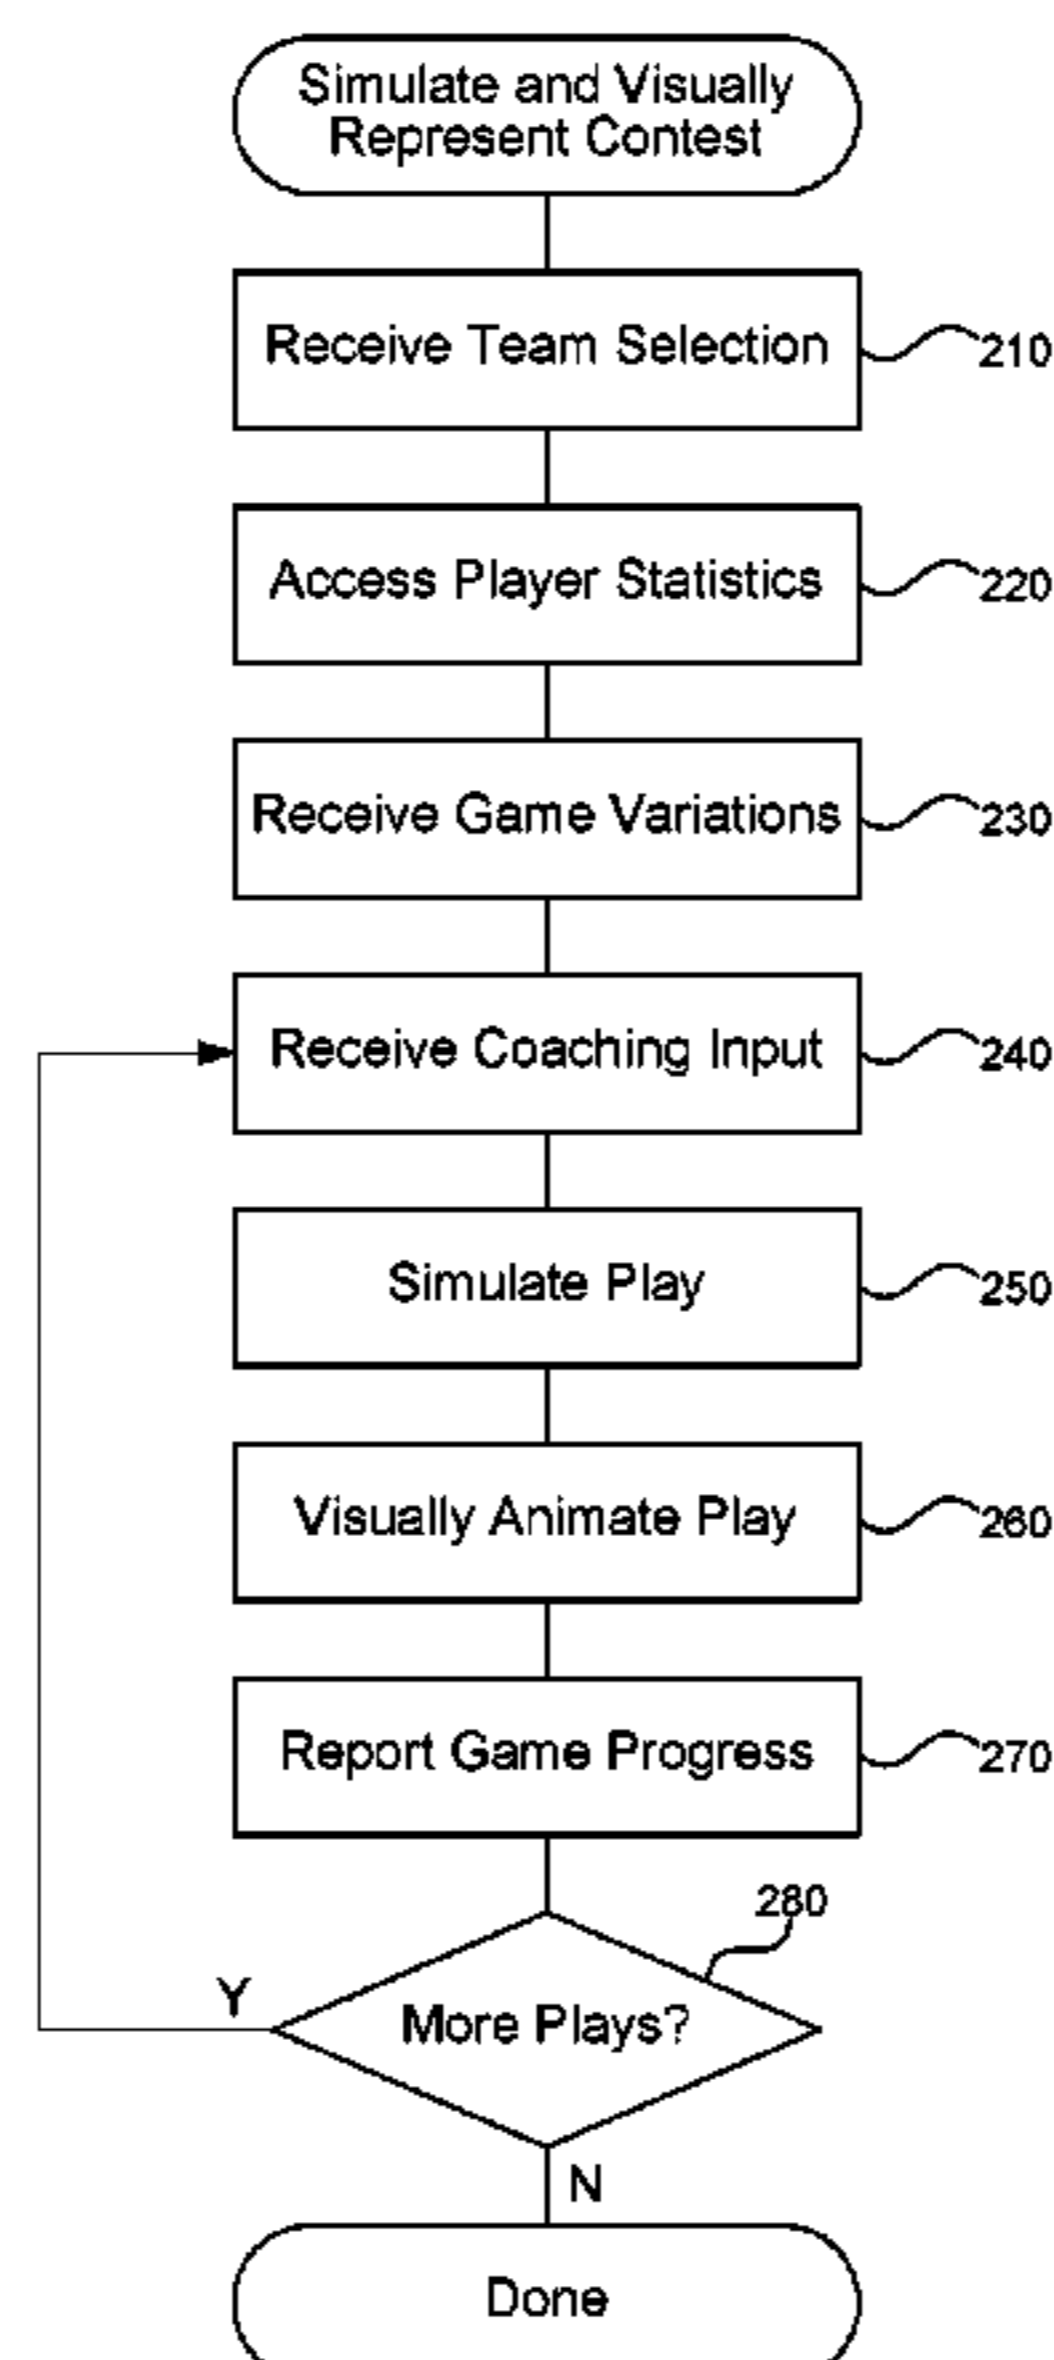 Simulate and Visually
Represent Contest
Receive Team Selection
210
Access Player Statistics
220
Receive Game Variations
230
Receive Coaching Input
240
Simulate Play
250
Visually Animate Play
260
Report Game Progress
270
280
More Plays?
Y
N
Done